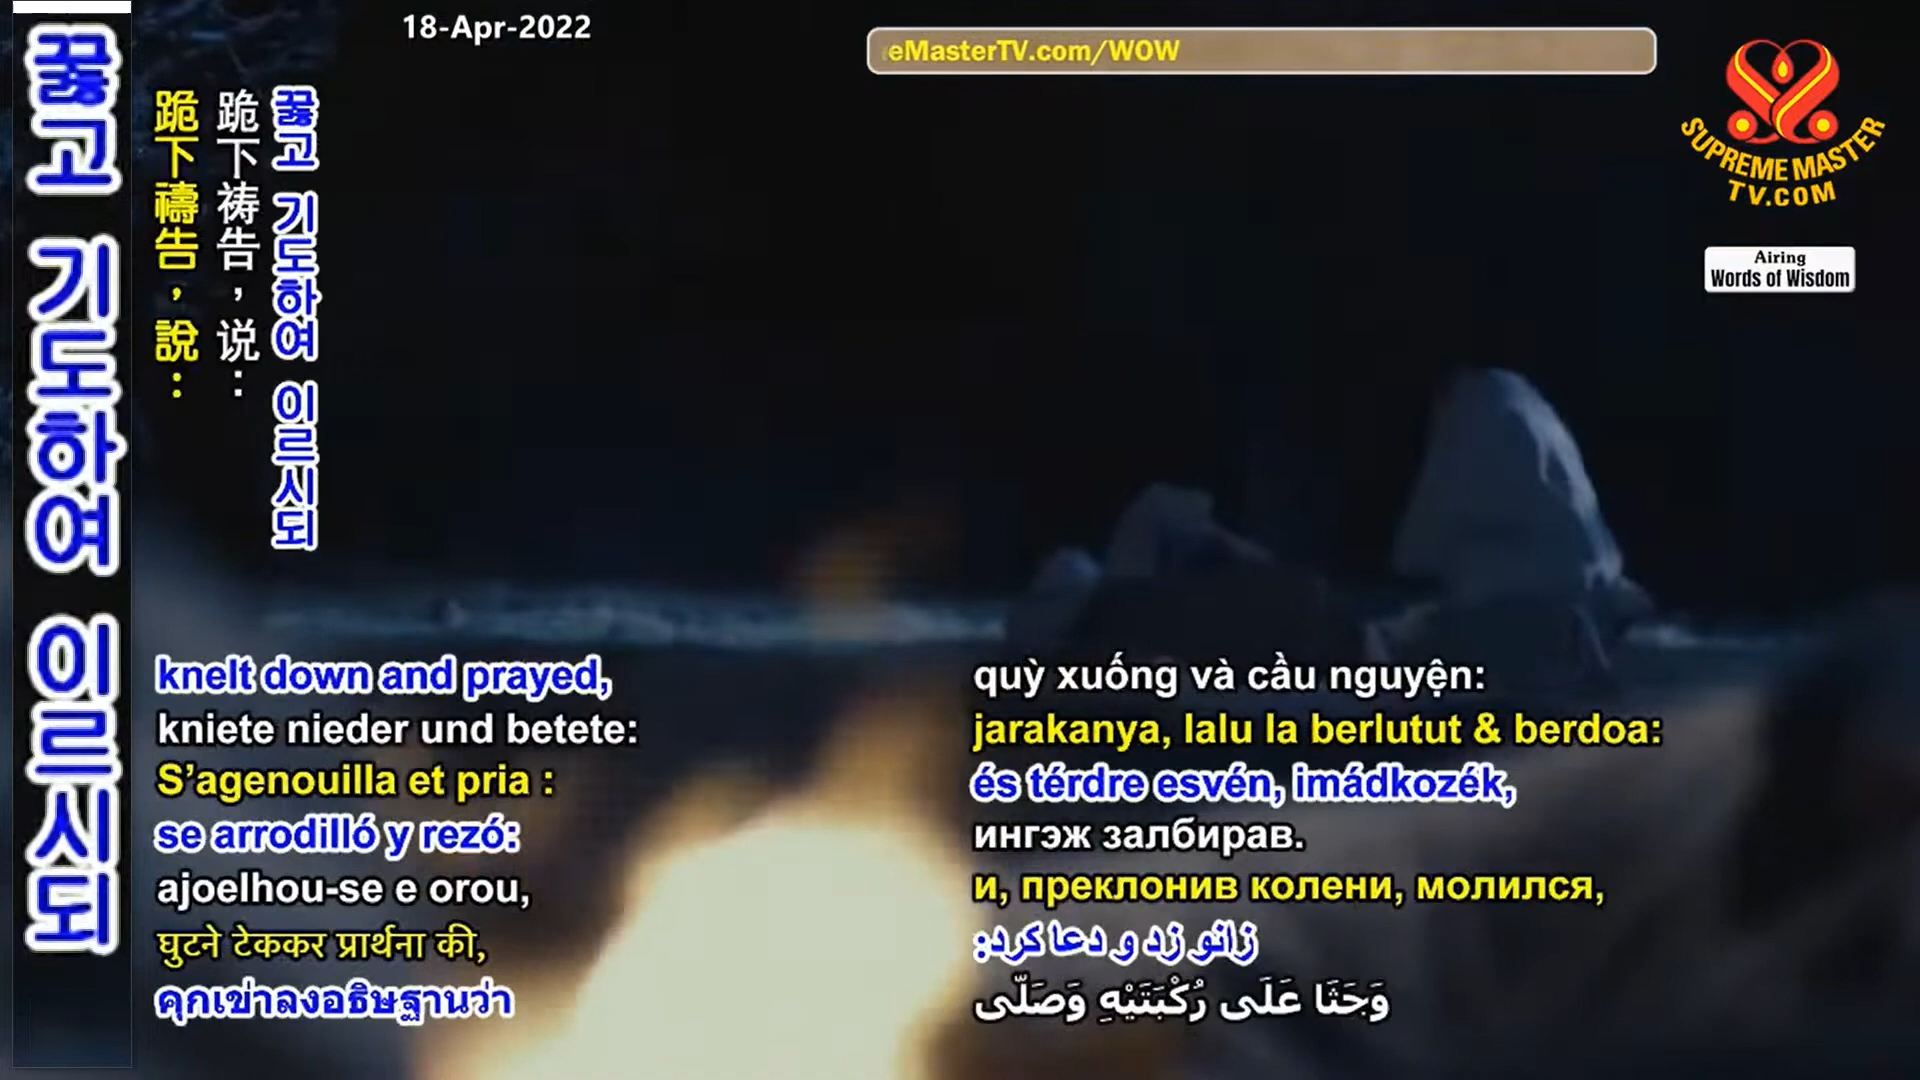 꿇고 기도하여 이르시되
18-Apr-2022
eMasterTV.com/WOW
SUPREME MASTER
TV.COM
Airing
Words of Wisdom
跪下禱告，說：
跪下祷告，说：
꿇고 기도하여 이르시되
knelt down and prayed,
kniete nieder und betete:
S’agenouilla et pria :
se arrodilló y rezó:
ajoelhou-se e orou,
घुटने टेककर प्रार्थना की,
คุกเข่าลงอธิษฐานว่า
quỳ xuống và cầu nguyện:
jarakanya, lalu Ia berlutut & berdoa:
és térdre esvén, imádkozék,
ингэж залбирав.
и, преклонив колени, молился,
زانو زد و دعا کرد:
وَجَثَا عَلَى رُكْبَتَيْهِ وَصَلَّى